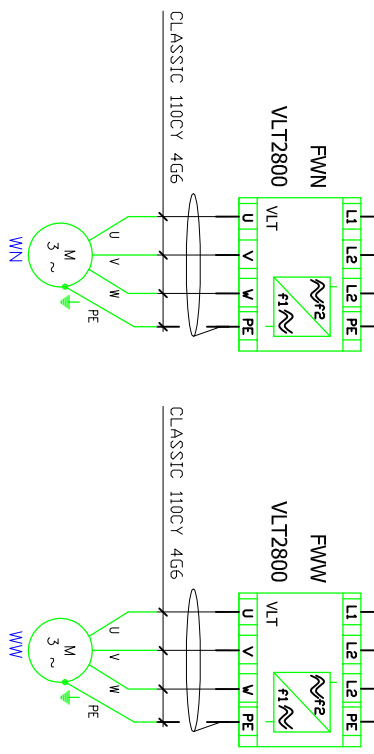 FWN
VLT2800
L1 L2 L2 PE
VLT
f2
f1
U V W PE
CLASSIC 110CY 4G6
U V W PE
M
3 ~
WN
FWW
VLT2800
L1 L2 L2 PE
VLT
f2
f1
U V W PE
CLASSIC 110CY 4G6
U V W PE
M
3 ~
WW